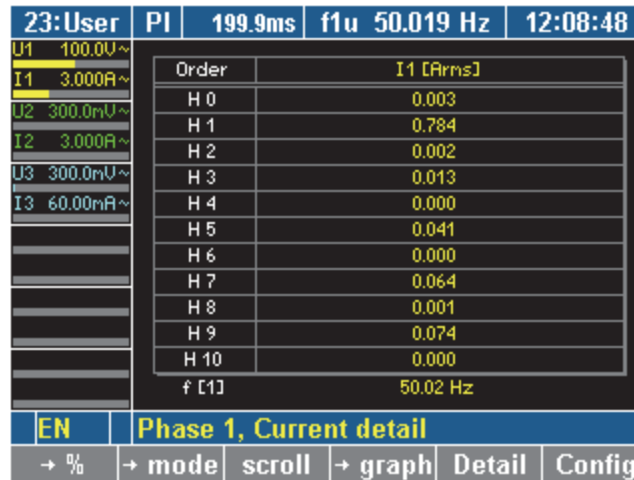 23:User PI 199.9ms f1u 50.019 Hz 12:08:48
U1 100.0V~
I1 3.000A~
U2 300.0mV~
I2 3.000A~
U3 300.0mV~
I3 60.00mA~
Order I1 [Arms]
H 0 0.003
H 1 0.784
H 2 0.002
H 3 0.013
H 4 0.000
H 5 0.041
H 6 0.000
H 7 0.064
H 8 0.001
H 9 0.074
H 10 0.000
f [1] 50.02 Hz
EN Phase 1, Current detail
→ % → mode scroll → graph Detail Config